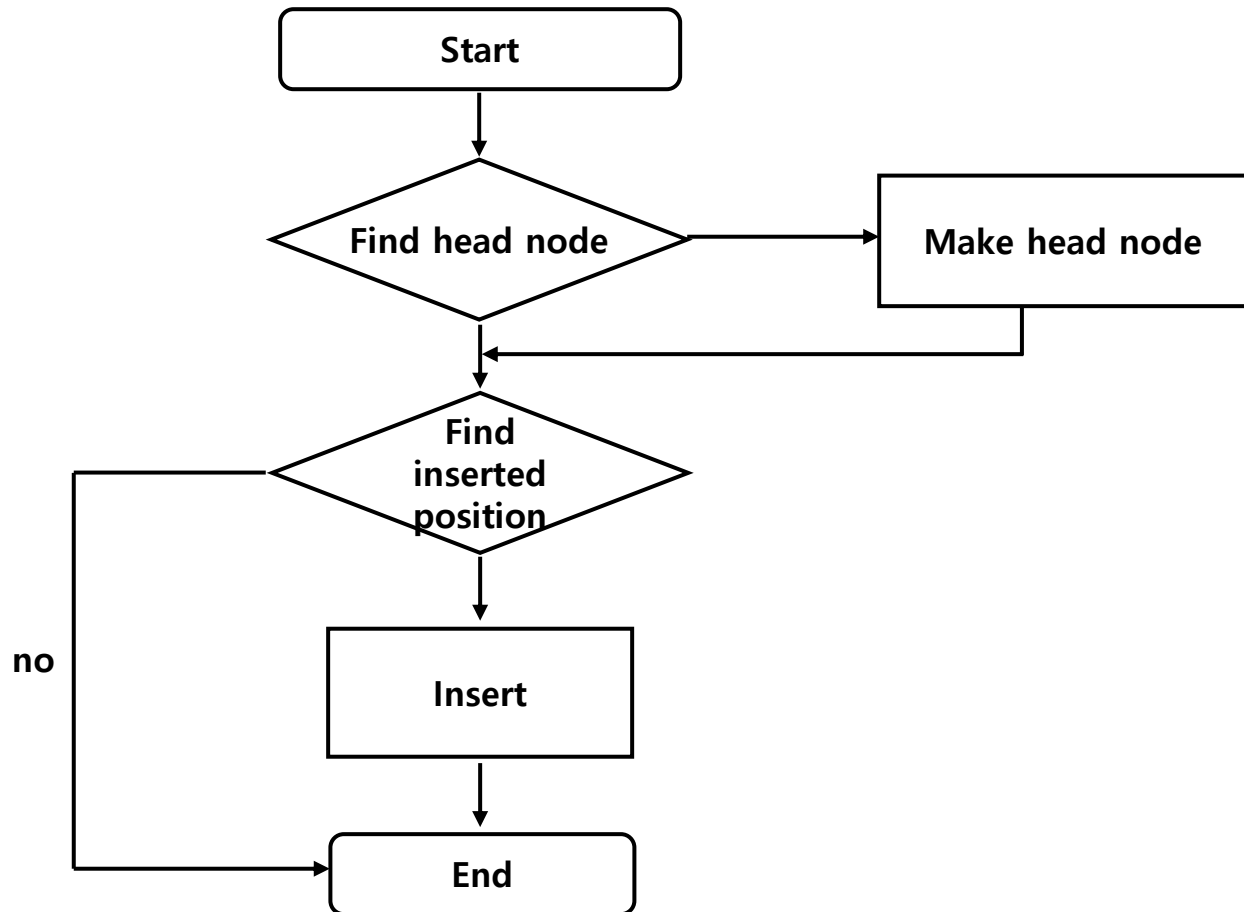 Start
Find head node
Make head node
Find
inserted
position
no
Insert
End